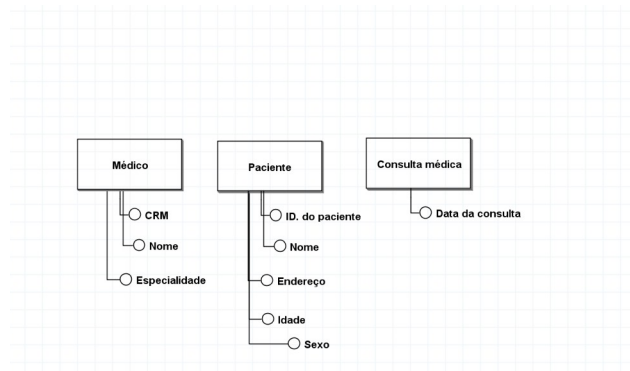 Médico
Paciente
Consulta médica
CRM
Nome
Especialidade
ID. do paciente
Nome
Endereço
Idade
Sexo
Data da consulta